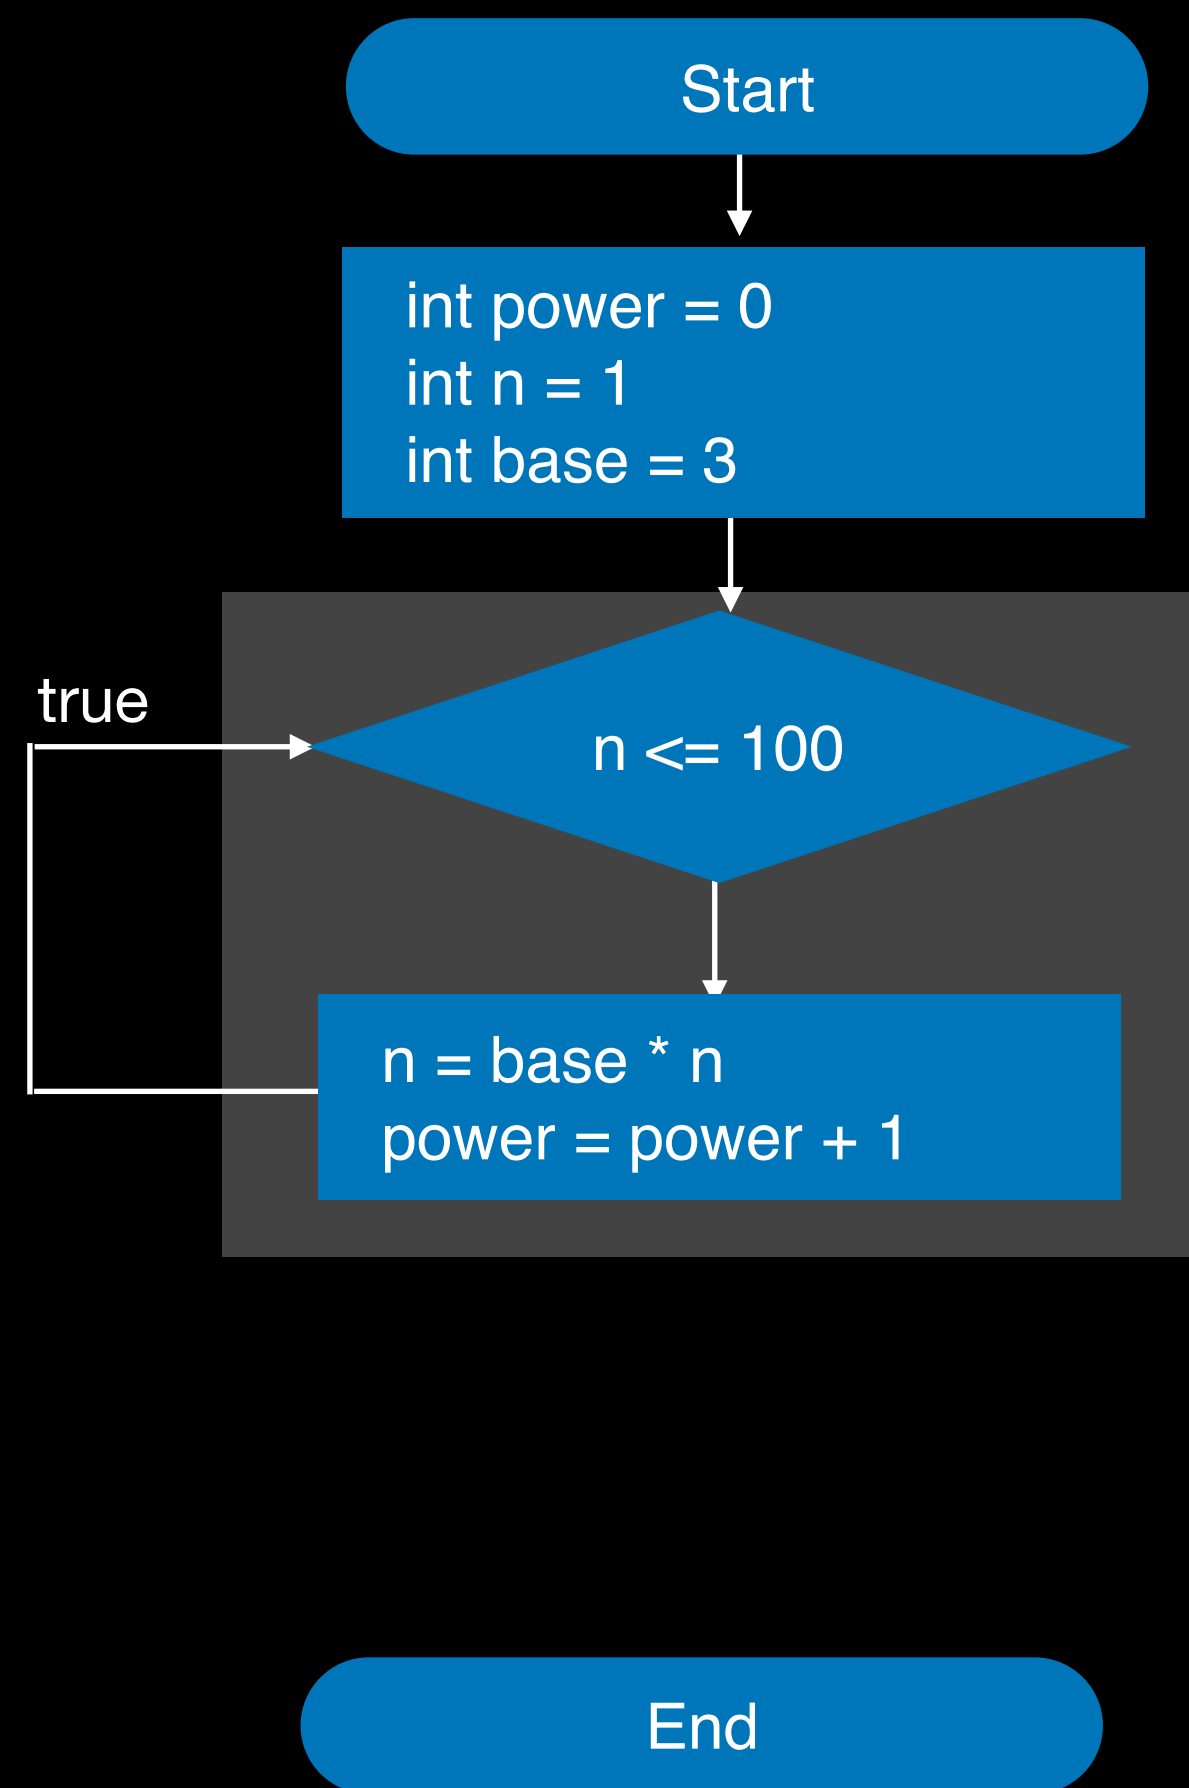 Start
int power = 0
int n = 1
int base = 3
true
n <= 100
n = base * n
power = power + 1
End